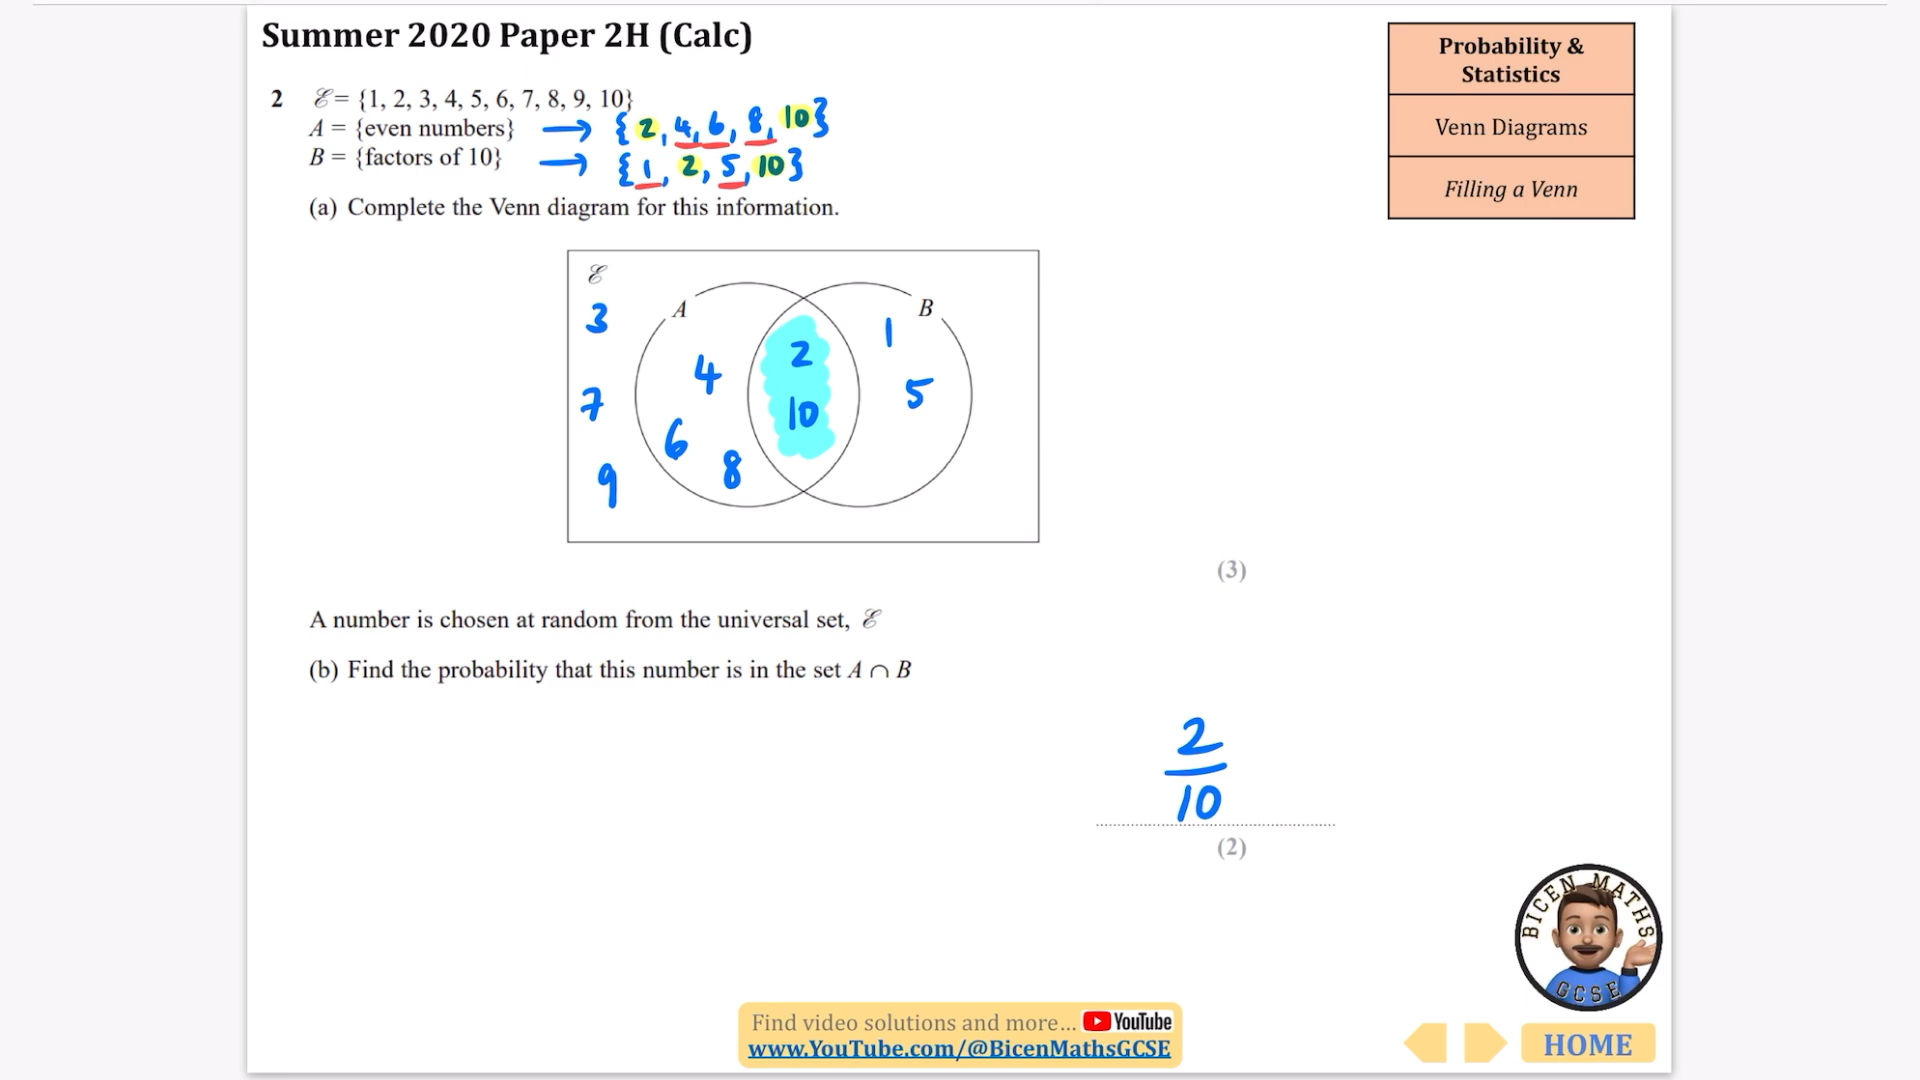 Summer 2020 Paper 2H (Calc)
Probability &
Statistics
Venn Diagrams
Filling a Venn
2 ℰ = {1, 2, 3, 4, 5, 6, 7, 8, 9, 10}
A = {even numbers} → {2, 4, 6, 8, 10}
B = {factors of 10} → {1, 2, 5, 10}
(a) Complete the Venn diagram for this information.
ℰ
A
B
3
7
9
4
6
8
2
10
1
5
(3)
A number is chosen at random from the universal set, ℰ
(b) Find the probability that this number is in the set A ∩ B
2
10
(2)
BICEN MATHS
GCSE
Find video solutions and more... YouTube
www.YouTube.com/@BicenMathsGCSE
HOME